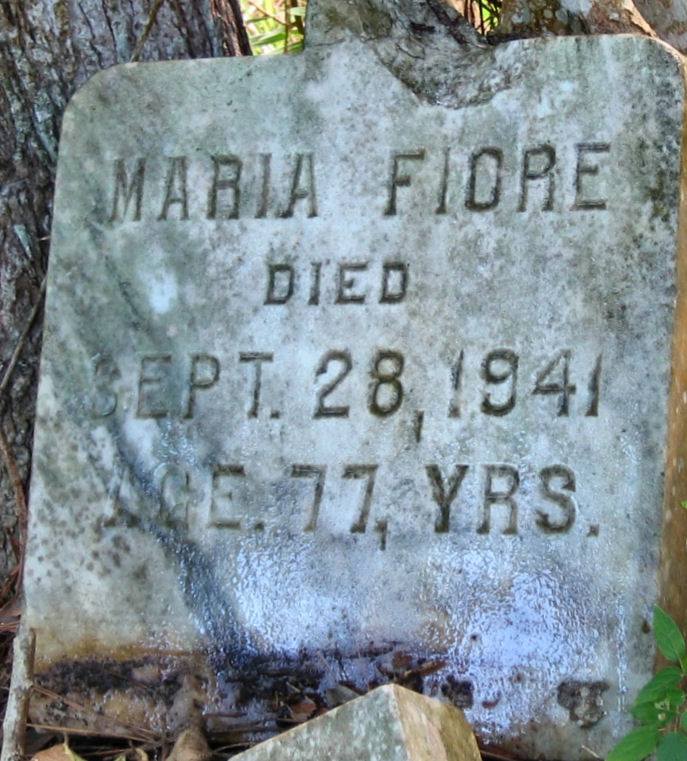 MARIA FIORE
DIED
SEPT. 28, 1941
AGE. 77, YRS.